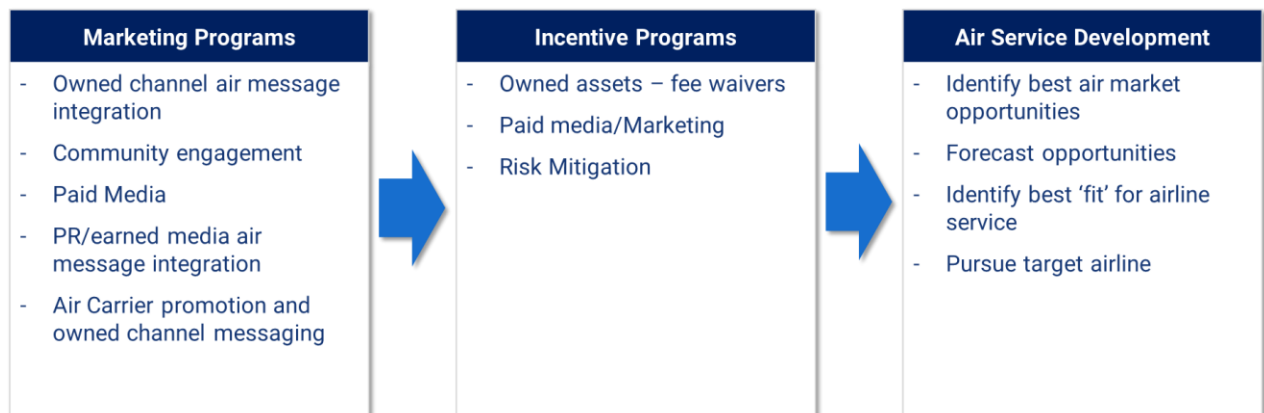 Marketing Programs
- Owned channel air message
integration
- Community engagement
- Paid Media
- PR/earned media air
message integration
- Air Carrier promotion and
owned channel messaging
Incentive Programs
- Owned assets – fee waivers
- Paid media/Marketing
- Risk Mitigation
Air Service Development
- Identify best air market
opportunities
- Forecast opportunities
- Identify best ‘fit’ for airline
service
- Pursue target airline